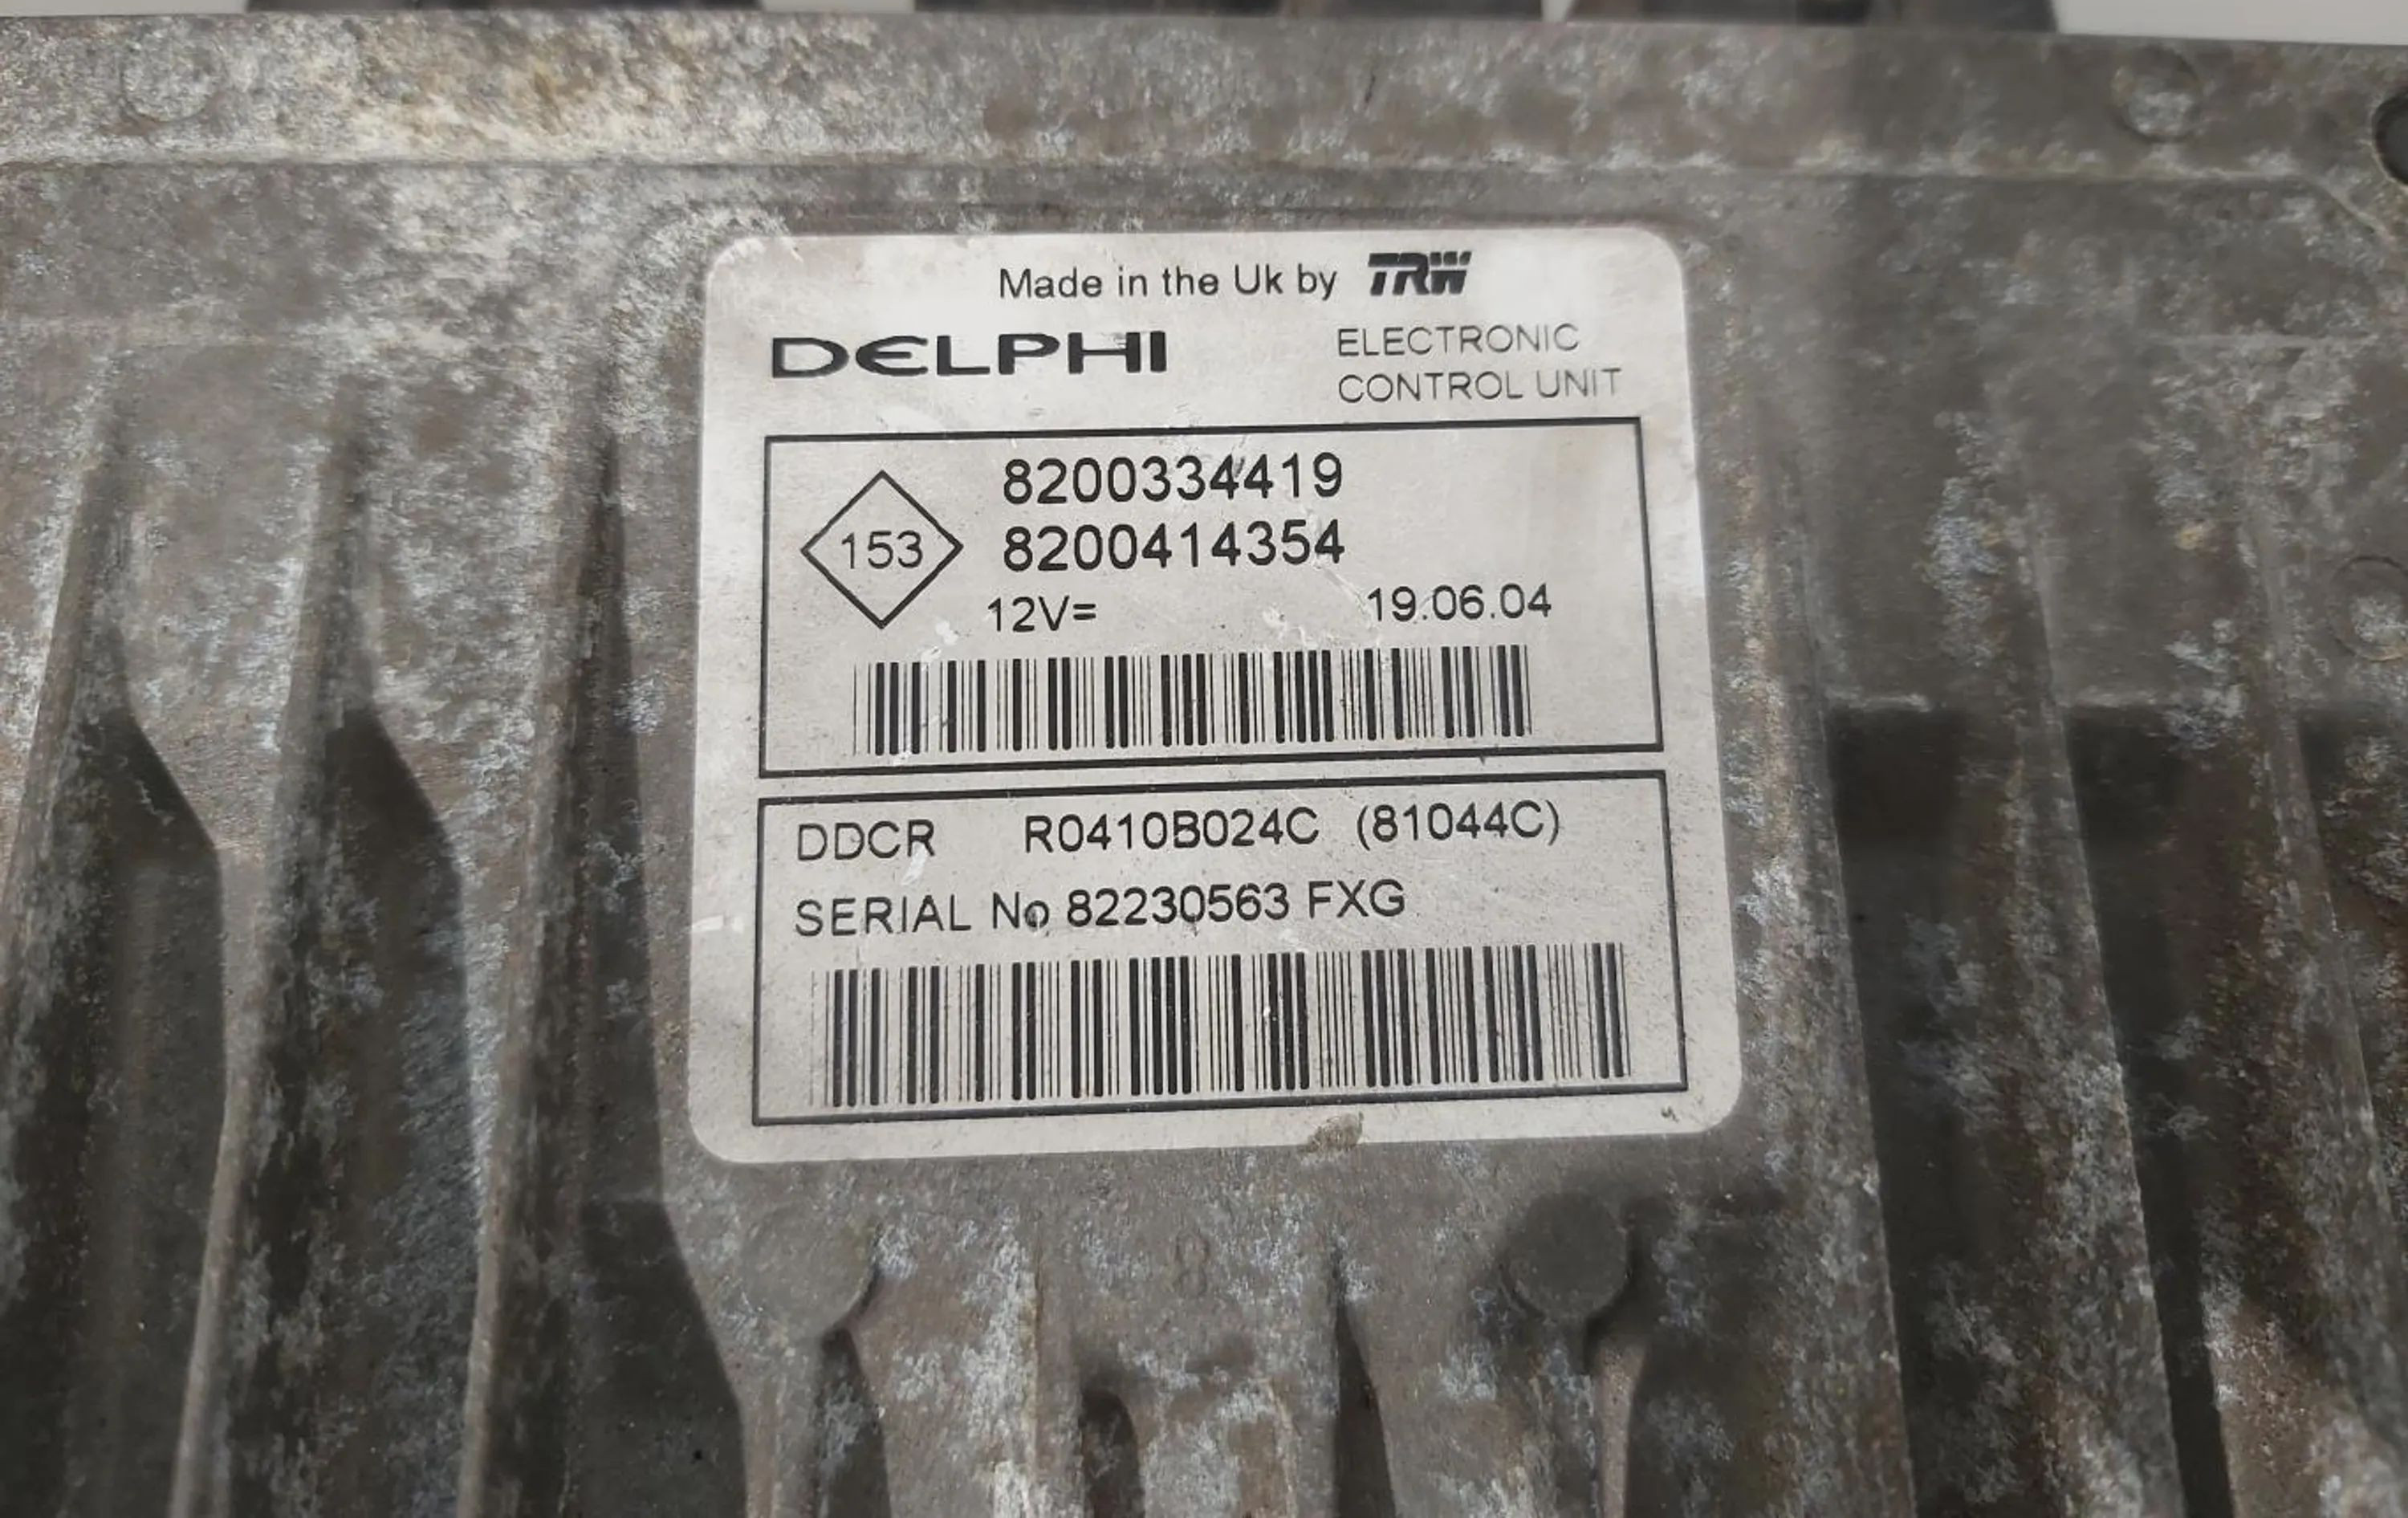 Made in the Uk by TRW
DELPHI
ELECTRONIC
CONTROL UNIT
8200334419
153
8200414354
12V= 19.06.04
DDCR R0410B024C (81044C)
SERIAL No 82230563 FXG
8